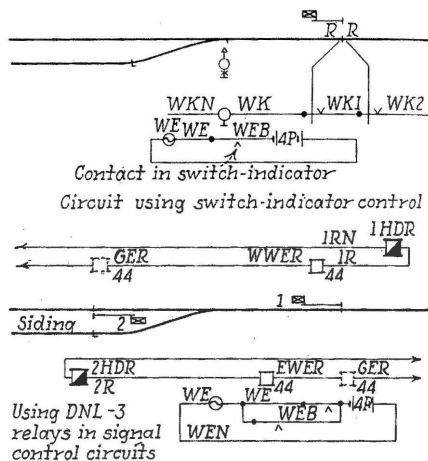 R R
WKN WK WK1 WK2
WE WE WEB 4P
Contact in switch-indicator
Circuit using switch-indicator control
1HDR
1RN
GER WWER 1R
44 44
1
Siding 2
2HDR EWER GER
2R 44 44
WE WE 4P
WEB
WEN
Using DNL-3
relays in signal
control circuits